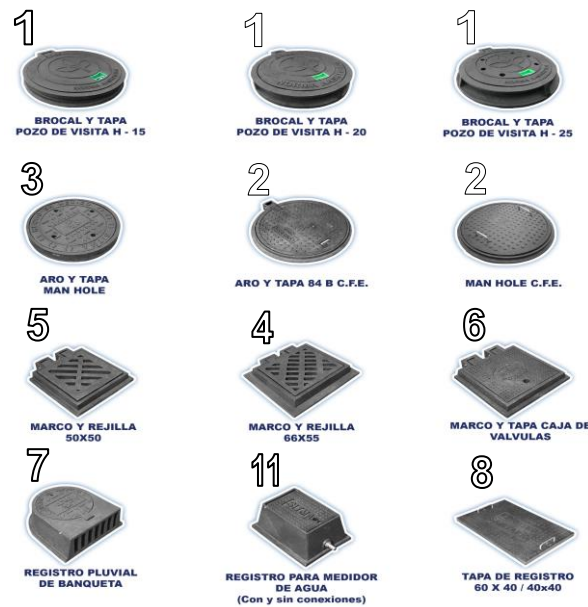 1
1
1
BROCAL Y TAPA
POZO DE VISITA H - 15
BROCAL Y TAPA
POZO DE VISITA H - 20
BROCAL Y TAPA
POZO DE VISITA H - 25
3
2
2
ARO Y TAPA
MAN HOLE
ARO Y TAPA 84 B C.F.E.
MAN HOLE C.F.E.
5
4
6
MARCO Y REJILLA
50X50
MARCO Y REJILLA
66X55
MARCO Y TAPA CAJA DE
VALVULAS
7
11
8
REGISTRO PLUVIAL
DE BANQUETA
REGISTRO PARA MEDIDOR
DE AGUA
(Con y sin conexiones)
TAPA DE REGISTRO
60 X 40 / 40x40